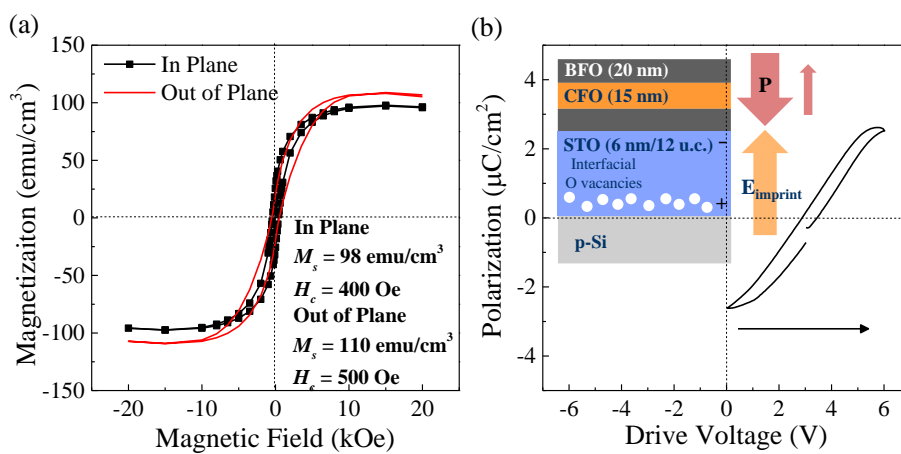 (a)
150
100
50
0
-50
-100
-150
-20
-10
0
10
20
Magnetizaiton (emu/cm³)
Magnetic Field (kOe)
In Plane
Out of Plane
In Plane
Mₛ = 98 emu/cm³
H꜀ = 400 Oe
Out of Plane
Mₛ = 110 emu/cm³
H꜀ = 500 Oe
(b)
4
2
0
-2
-4
-6
-4
-2
0
2
4
6
Polarization (μC/cm²)
Drive Voltage (V)
BFO (20 nm)
CFO (15 nm)
STO (6 nm/12 u.c.)
Interfacial
O vacancies
p-Si
-
+
P
E_imprint